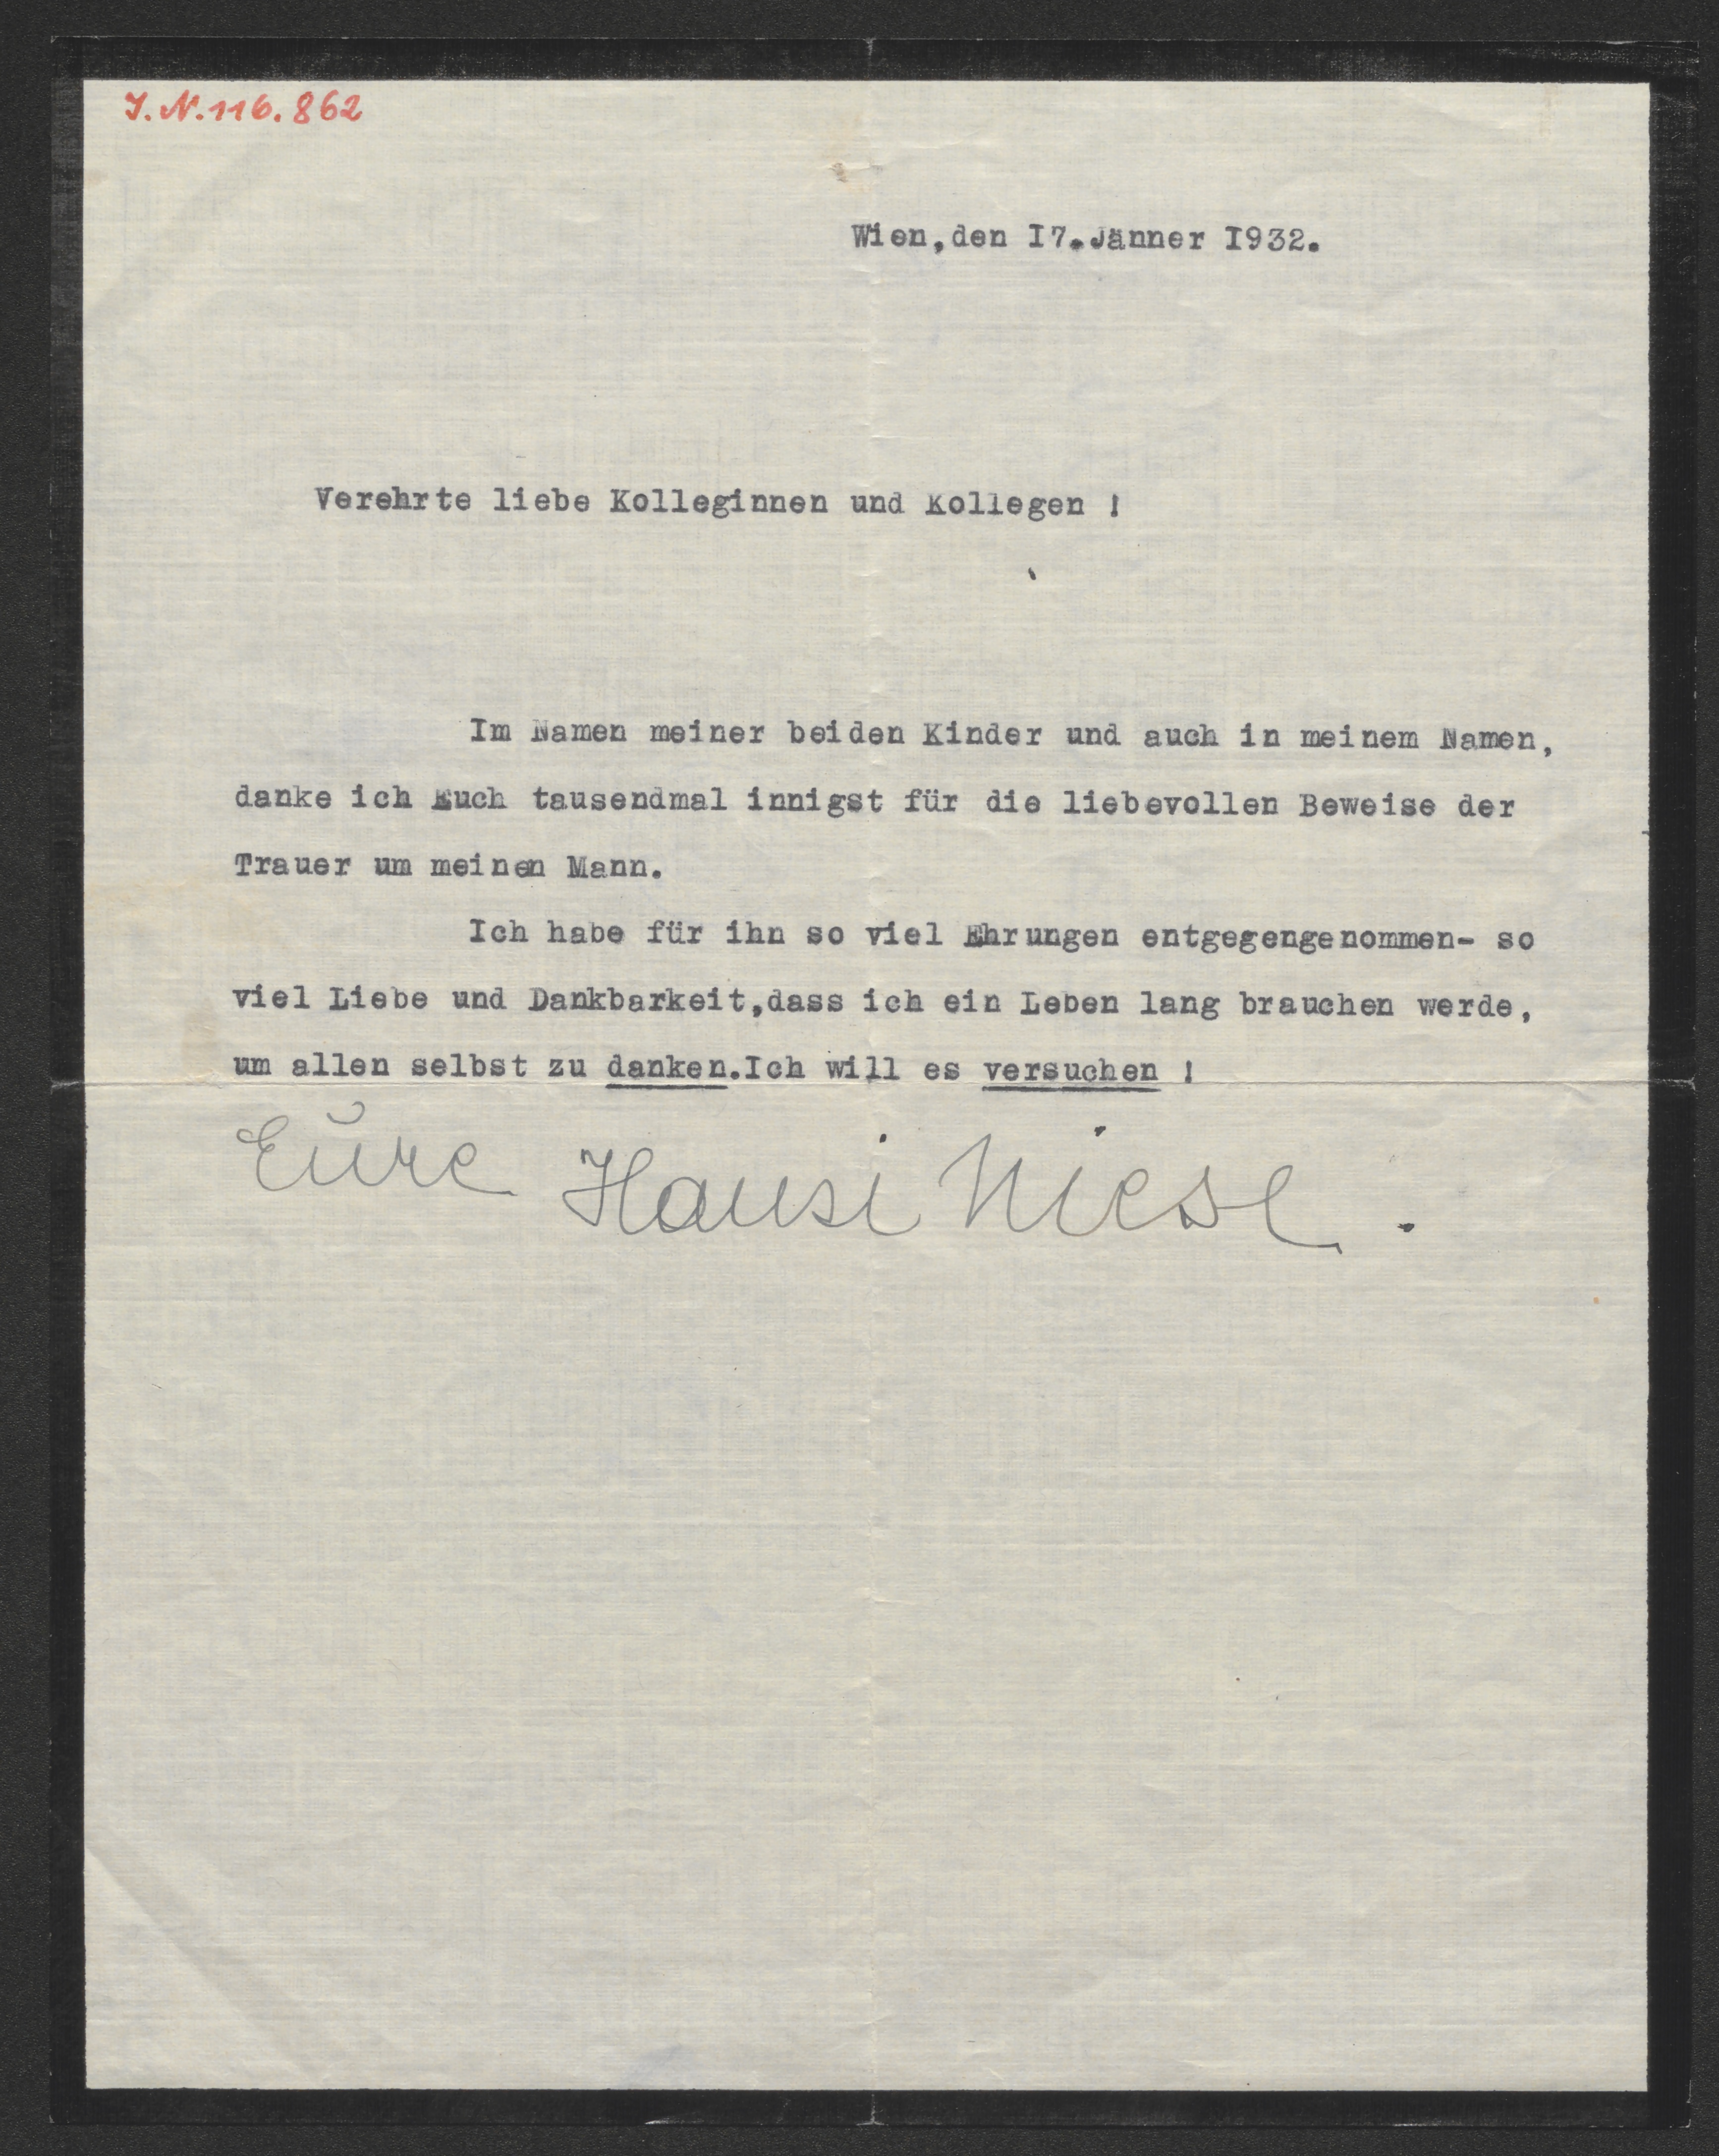 J.N.116.862
Wien,den I7.Jänner I932.
Verehrte liebe Kolleginnen und Kollegen !
Im Namen meiner beiden Kinder und auch in meinem Namen,
danke ich Euch tausendmal innigst für die liebevollen Beweise der
Trauer um meinen Mann.
Ich habe für ihn so viel Ehrungen entgegengenommen- so
viel Liebe und Dankbarkeit,dass ich ein Leben lang brauchen werde,
um allen selbst zu danken.Ich will es versuchen !
Eure Hansi Niese.